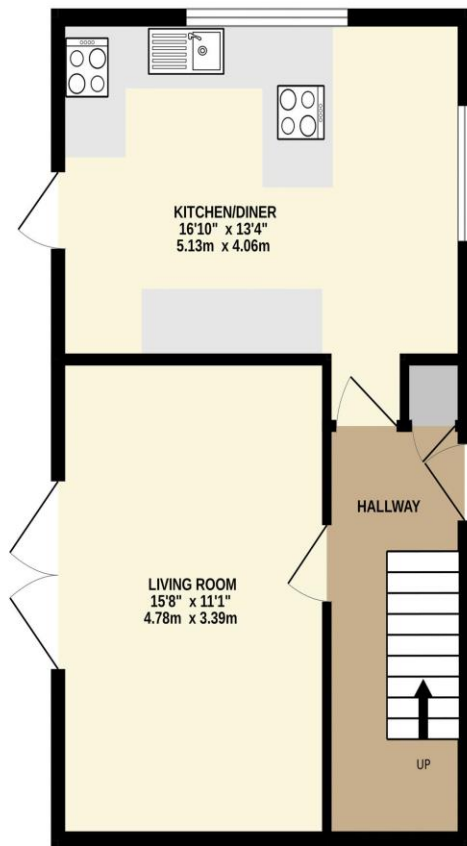 KITCHEN/DINER
16'10" x 13'4"
5.13m x 4.06m
HALLWAY
LIVING ROOM
15'8" x 11'1"
4.78m x 3.39m
UP